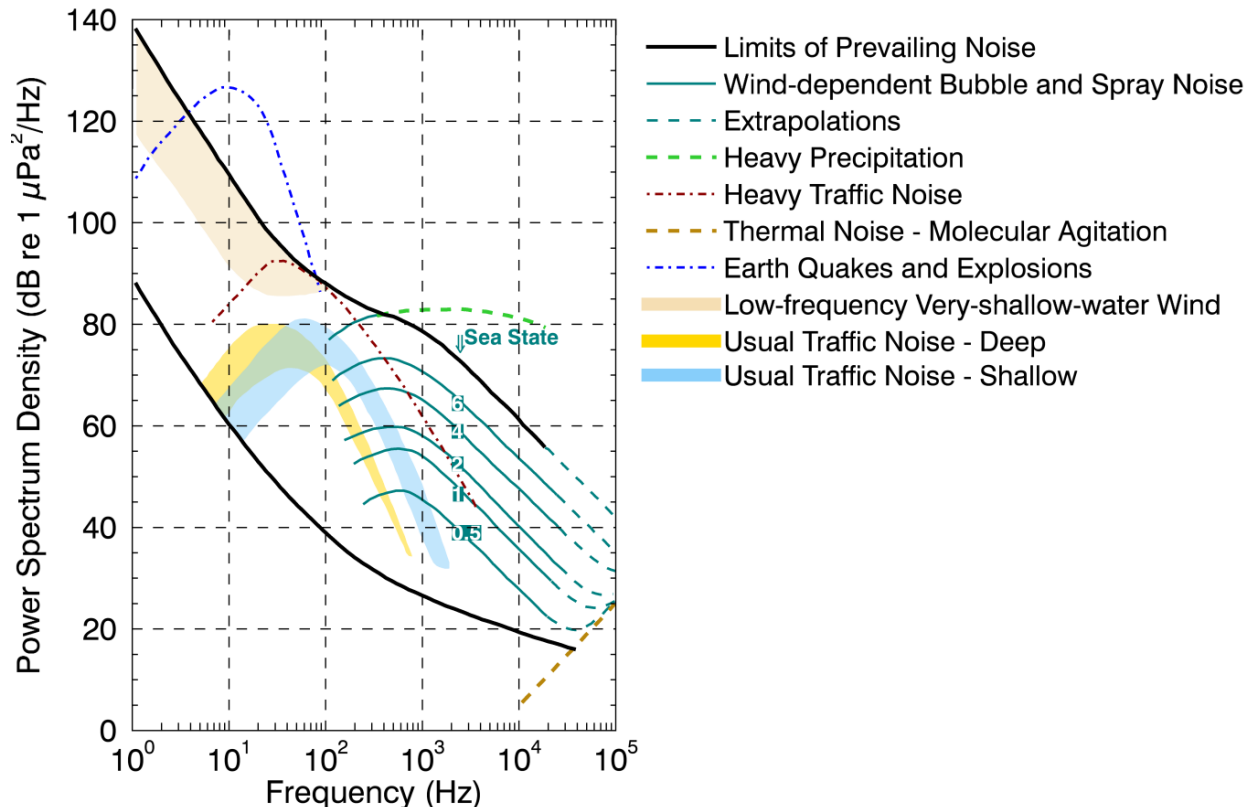 140
120
100
80
60
40
20
0
Power Spectrum Density (dB re 1 μPa²/Hz)
10⁰ 10¹ 10² 10³ 10⁴ 10⁵
Frequency (Hz)
⇓Sea State
6
4
2
0.5
Limits of Prevailing Noise
Wind-dependent Bubble and Spray Noise
Extrapolations
Heavy Precipitation
Heavy Traffic Noise
Thermal Noise - Molecular Agitation
Earth Quakes and Explosions
Low-frequency Very-shallow-water Wind
Usual Traffic Noise - Deep
Usual Traffic Noise - Shallow